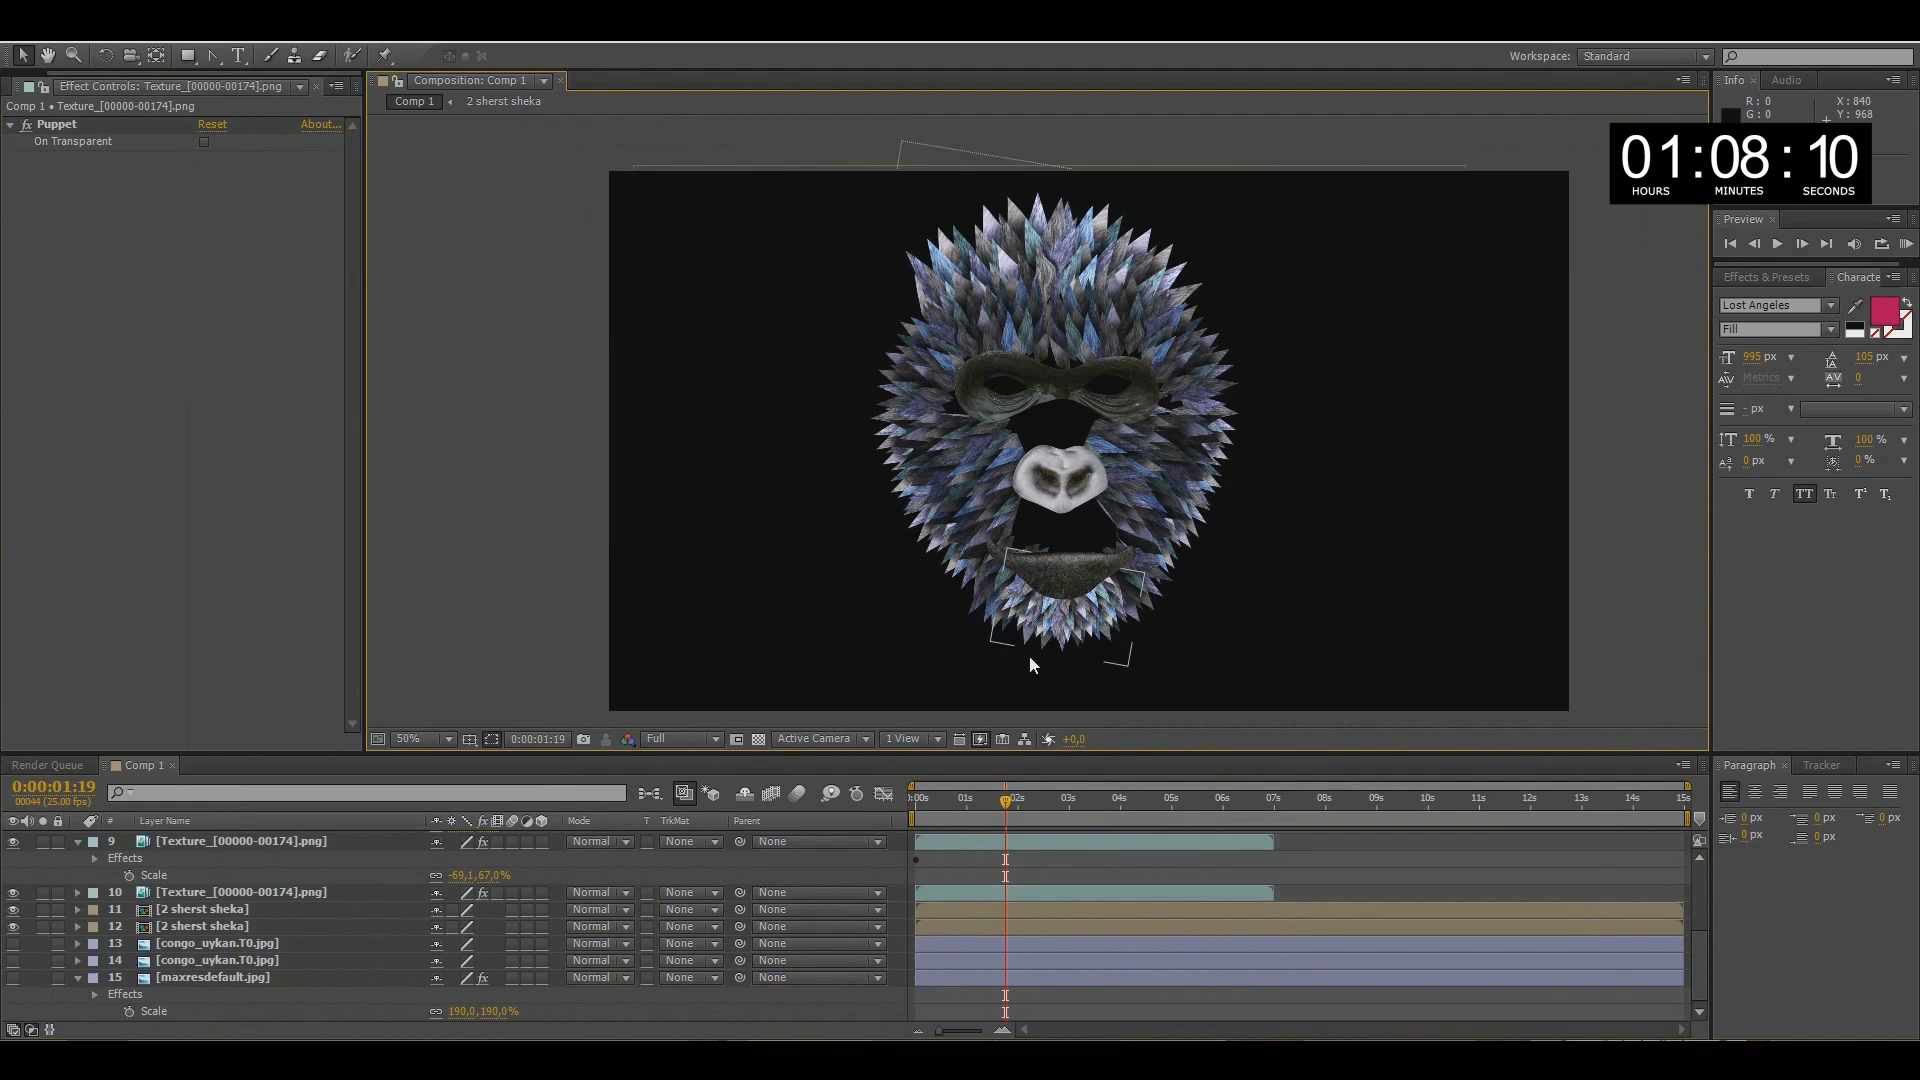 Workspace: Standard
Effect Controls: Texture_[00000-00174].png
Comp 1 • Texture_[00000-00174].png
Puppet Reset About...
On Transparent
Composition: Comp 1
Comp 1 2 sherst sheka
Info Audio
R: 0 X: 840
G: 0 Y: 968
01:08:10
HOURS MINUTES SECONDS
Preview
Effects & Presets Characte
Lost Angeles
Fill
995 px 105 px
Metrics 0
- px
100 % 100 %
0 px 0 %
T T TT Tt T¹ T₁
50% 0:00:01:19 Full Active Camera 1 View +0,0
Render Queue Comp 1
0:00:01:19
00044 (25.00 fps)
0:00s 01s 02s 03s 04s 05s 06s 07s 08s 09s 10s 11s 12s 13s 14s 15s
# Layer Name Mode T TrkMat Parent
9 [Texture_[00000-00174].png] Normal None None
Effects
Scale -69,1,67,0%
10 [Texture_[00000-00174].png] Normal None None
11 [2 sherst sheka] Normal None None
12 [2 sherst sheka] Normal None None
13 [congo_uykan.T0.jpg] Normal None None
14 [congo_uykan.T0.jpg] Normal None None
15 [maxresdefault.jpg] Normal None None
Effects
Scale 190,0,190,0%
Paragraph Tracker
0 px 0 px 0 px
0 px 0 px